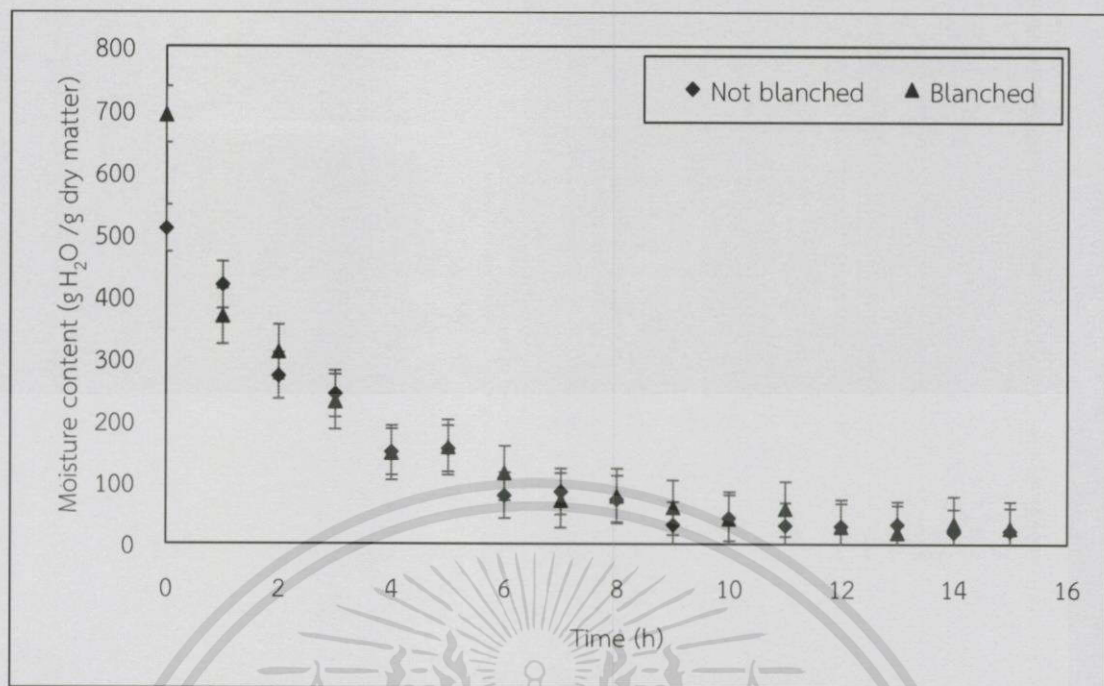 800
700
600
500
400
300
200
100
0
Moisture content (g H₂O /g dry matter)
Not blanched Blanched
0 2 4 6 8 10 12 14 16
Time (h)